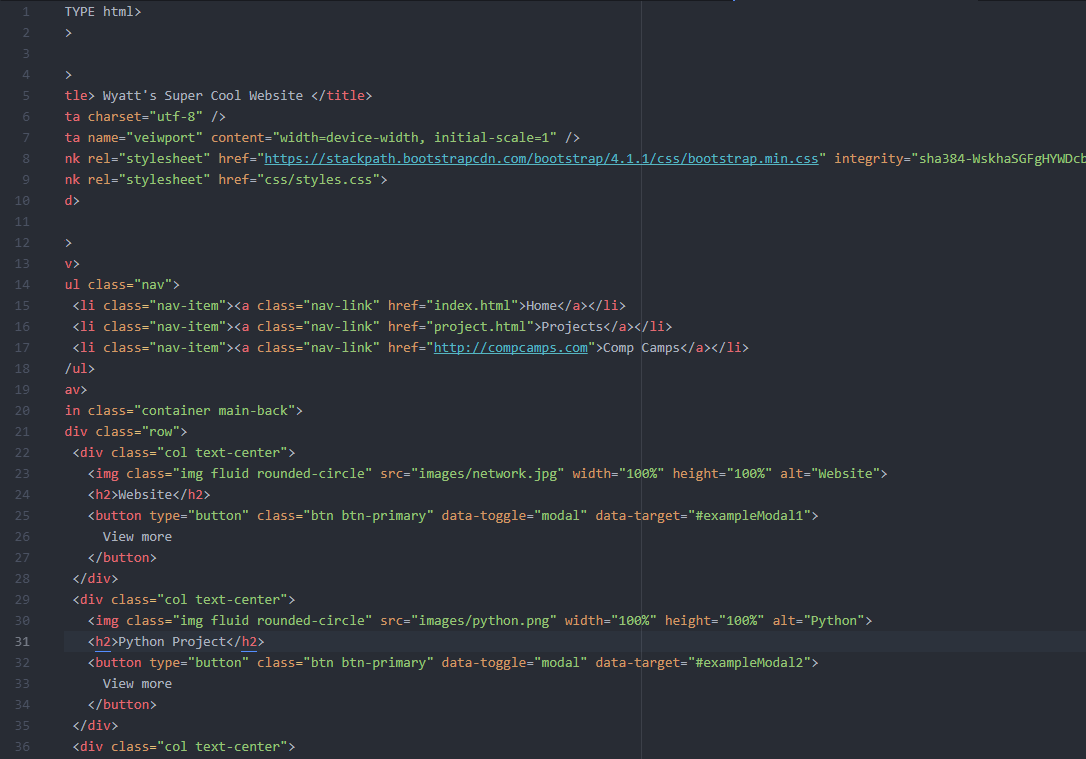 1 TYPE html>
2 >
3
4 >
5 tle> Wyatt's Super Cool Website </title>
6 ta charset="utf-8" />
7 ta name="veiwport" content="width=device-width, initial-scale=1" />
8 nk rel="stylesheet" href="https://stackpath.bootstrapcdn.com/bootstrap/4.1.1/css/bootstrap.min.css" integrity="sha384-WskhaSGFgHYWDcb
9 nk rel="stylesheet" href="css/styles.css">
10 d>
11
12 >
13 v>
14 ul class="nav">
15 <li class="nav-item"><a class="nav-link" href="index.html">Home</a></li>
16 <li class="nav-item"><a class="nav-link" href="project.html">Projects</a></li>
17 <li class="nav-item"><a class="nav-link" href="http://compcamps.com">Comp Camps</a></li>
18 /ul>
19 av>
20 in class="container main-back">
21 div class="row">
22 <div class="col text-center">
23 <img class="img fluid rounded-circle" src="images/network.jpg" width="100%" height="100%" alt="Website">
24 <h2>Website</h2>
25 <button type="button" class="btn btn-primary" data-toggle="modal" data-target="#exampleModal1">
26 View more
27 </button>
28 </div>
29 <div class="col text-center">
30 <img class="img fluid rounded-circle" src="images/python.png" width="100%" height="100%" alt="Python">
31 <h2>Python Project</h2>
32 <button type="button" class="btn btn-primary" data-toggle="modal" data-target="#exampleModal2">
33 View more
34 </button>
35 </div>
36 <div class="col text-center">